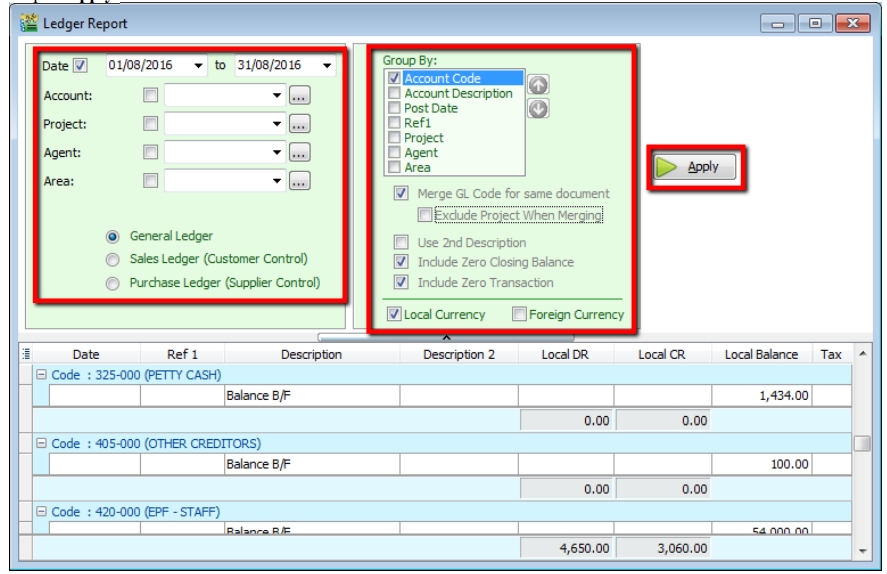 Ledger Report
Date 01/08/2016 to 31/08/2016
Account:
...
Project:
...
Agent:
...
Area:
...
General Ledger
Sales Ledger (Customer Control)
Purchase Ledger (Supplier Control)
Group By:
Account Code
Account Description
Post Date
Ref1
Project
Agent
Area
Merge GL Code for same document
Exclude Project When Merging
Use 2nd Description
Include Zero Closing Balance
Include Zero Transaction
Local Currency Foreign Currency
Apply
Date Ref 1 Description Description 2 Local DR Local CR Local Balance Tax
Code : 325-000 (PETTY CASH)
Balance B/F 1,434.00
0.00 0.00
Code : 405-000 (OTHER CREDITORS)
Balance B/F 100.00
0.00 0.00
Code : 420-000 (EPF - STAFF)
Balance B/F 54,000.00
4,650.00 3,060.00